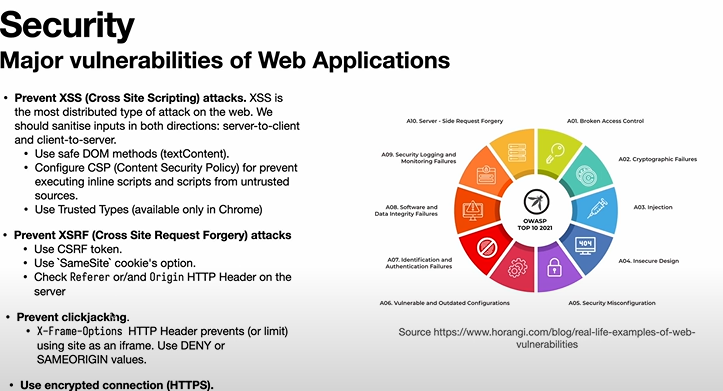 Security
Major vulnerabilities of Web Applications
• Prevent XSS (Cross Site Scripting) attacks. XSS is
the most distributed type of attack on the web. We
should sanitise inputs in both directions: server-to-client
and client-to-server.
• Use safe DOM methods (textContent).
• Configure CSP (Content Security Policy) for prevent
executing inline scripts and scripts from untrusted
sources.
• Use Trusted Types (available only in Chrome)
• Prevent XSRF (Cross Site Request Forgery) attacks
• Use CSRF token.
• Use `SameSite` cookie's option.
• Check Referer or/and Origin HTTP Header on the
server
• Prevent clickjacking.
• X-Frame-Options HTTP Header prevents (or limit)
using site as an iframe. Use DENY or
SAMEORIGIN values.
• Use encrypted connection (HTTPS).
A10. Server - Side Request Forgery
A01. Broken Access Control
A09. Security Logging and
Monitoring Failures
A02. Cryptographic Failures
A08. Software and
Data Integrity Failures
A03. Injection
OWASP
TOP 10 2021
404
A07. Identification and
Authentication Failures
A04. Insecure Design
A06. Vulnerable and Outdated Configurations
A05. Security Misconfiguration
Source https://www.horangi.com/blog/real-life-examples-of-web-
vulnerabilities